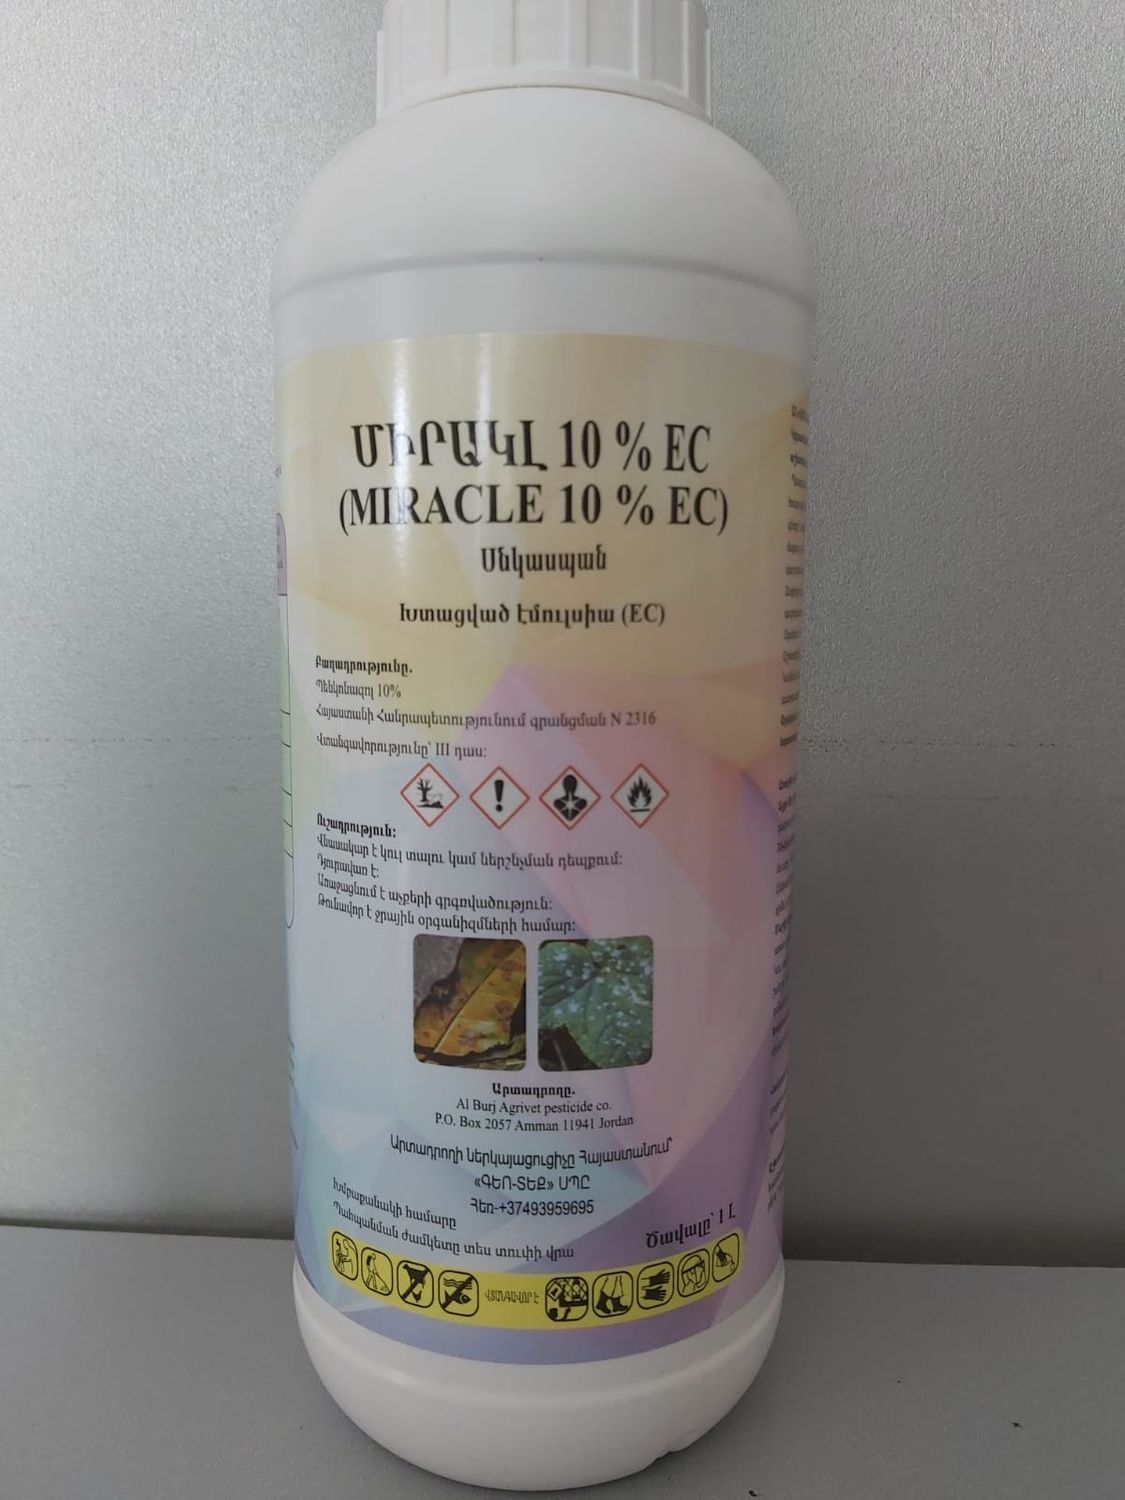 ՄԻՐԱԿԼ 10 % EC
(MIRACLE 10 % EC)
Սնկասպան
Խտացված էմուլսիա (EC)
Բաղադրությունը.
Պենկոնազոլ 10%
Հայաստանի Հանրապետությունում գրանցման N 2316
Վտանգավորությունը՝ III դաս:
Ուշադրություն:
Վնասակար է կուլ տալու կամ ներշնչման դեպքում:
Դյուրավառ է:
Առաջացնում է աչքերի գրգռվածություն:
Թունավոր է ջրային օրգանիզմների համար:
Արտադրողը.
Al Burj Agrivet pesticide co.
P.O. Box 2057 Amman 11941 Jordan
Արտադրողի ներկայացուցիչը Հայաստանում՝
«ԳԵՈ-ՏԵՔ» ՍՊԸ
Հեռ-+37493959695
Խմբաքանակի համարը
Պահպանման ժամկետը տես տուփի վրա
Ծավալը՝ 1 L
ՎՏԱՆԳԱՎՈՐ Է